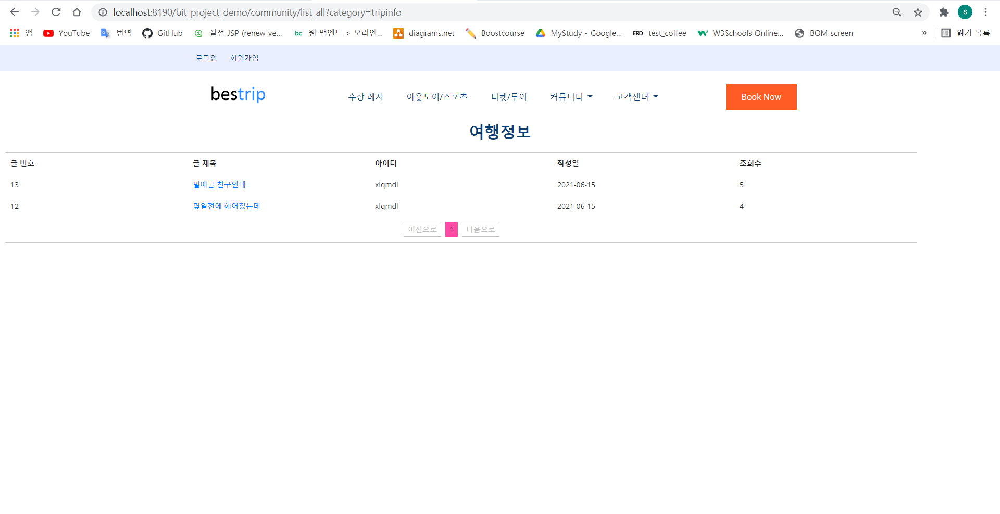 localhost:8190/bit_project_demo/community/list_all?category=tripinfo
s
앱 YouTube 번역 GitHub 실전 JSP (renew ve... bc 웹 백엔드 > 오리엔... diagrams.net Boostcourse MyStudy - Google... ERD test_coffee W3Schools Online... BOM screen » 읽기 목록
로그인 회원가입
bestrip 수상 레저 아웃도어/스포츠 티켓/투어 커뮤니티 고객센터 Book Now
여행정보
글 번호 글 제목 아이디 작성일 조회수
13 밑에글 친구인데 xlqmdl 2021-06-15 5
12 몇일전에 헤어졌는데 xlqmdl 2021-06-15 4
이전으로 1 다음으로